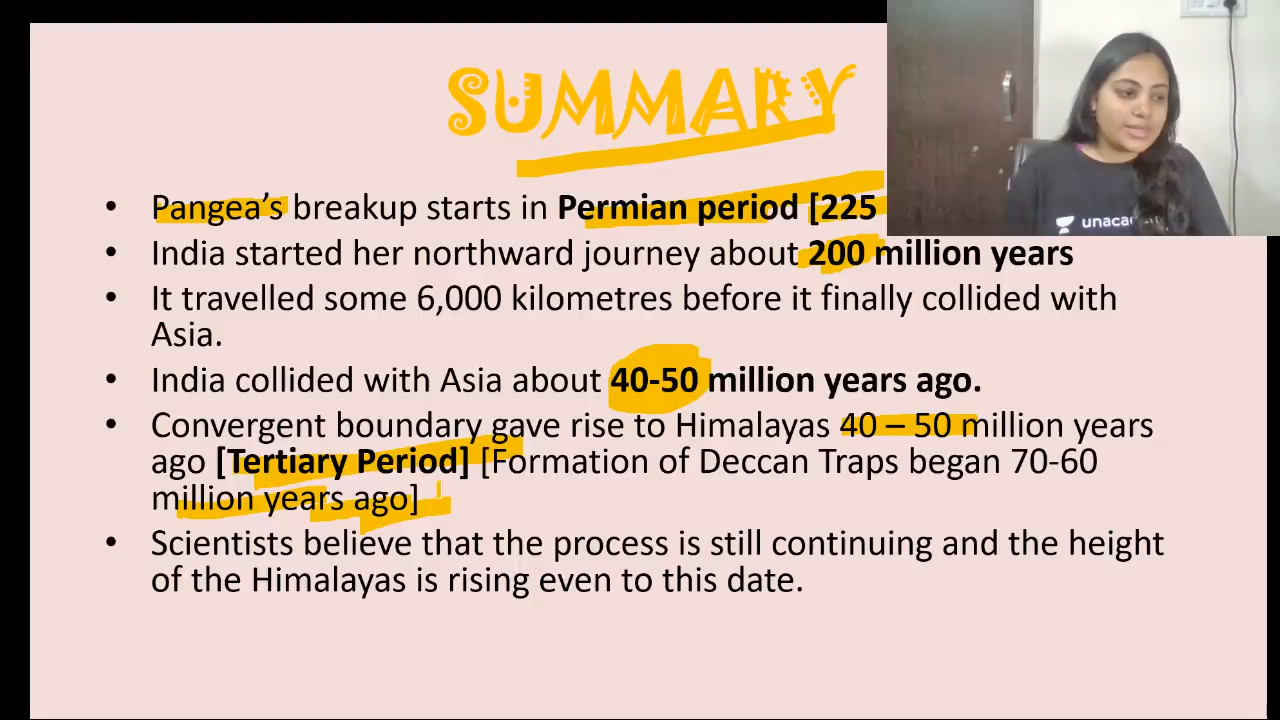 SUMMARY
• Pangea's breakup starts in Permian period [225
• India started her northward journey about 200 million years
• It travelled some 6,000 kilometres before it finally collided with
Asia.
• India collided with Asia about 40-50 million years ago.
• Convergent boundary gave rise to Himalayas 40 – 50 million years
ago [Tertiary Period] [Formation of Deccan Traps began 70-60
million years ago]
• Scientists believe that the process is still continuing and the height
of the Himalayas is rising even to this date.